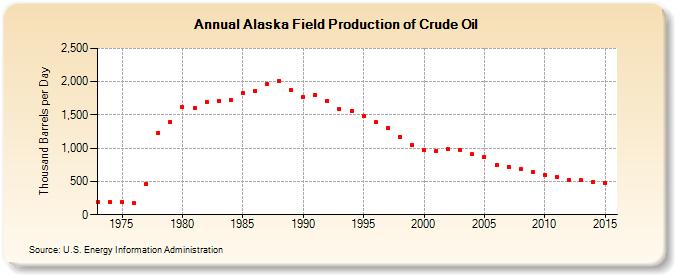 Annual Alaska Field Production of Crude Oil
Thousand Barrels per Day
2,500
2,000
1,500
1,000
500
0
1975 1980 1985 1990 1995 2000 2005 2010 2015
Source: U.S. Energy Information Administration